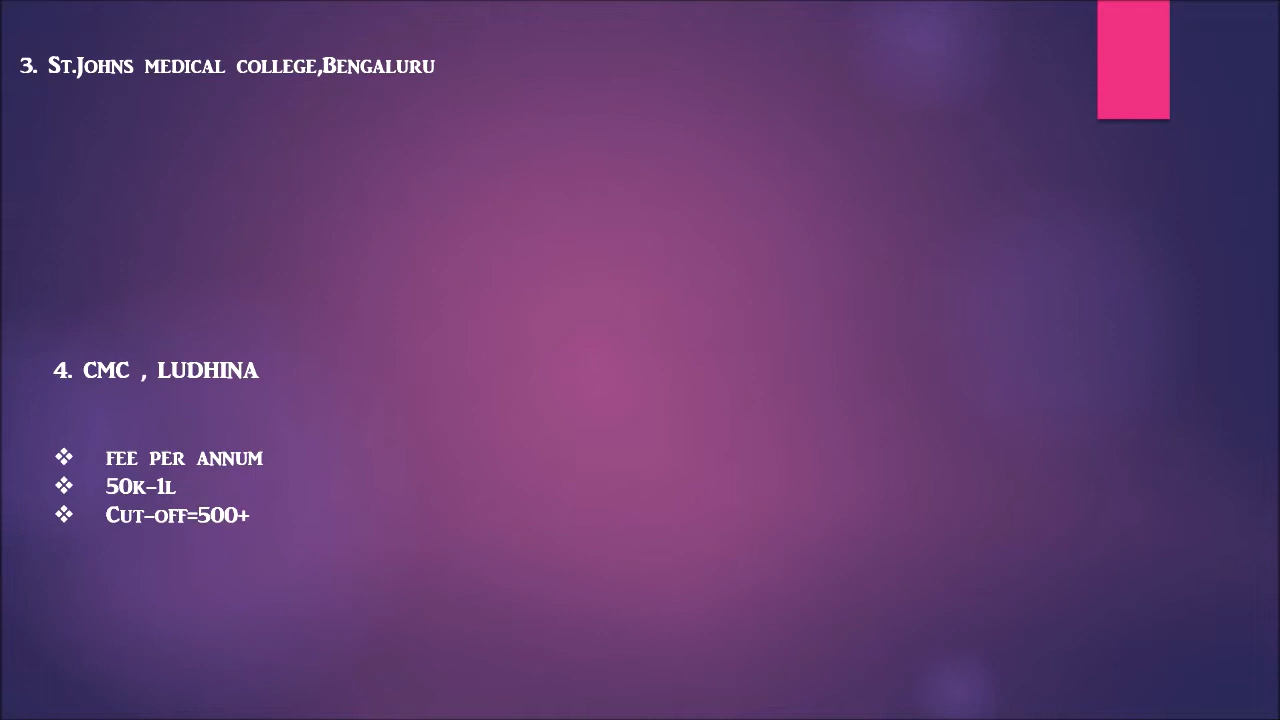 3. St.Johns medical college,Bengaluru
4. CMC , LUDHINA
❖ fee per annum
❖ 50k-1l
❖ Cut-off=500+